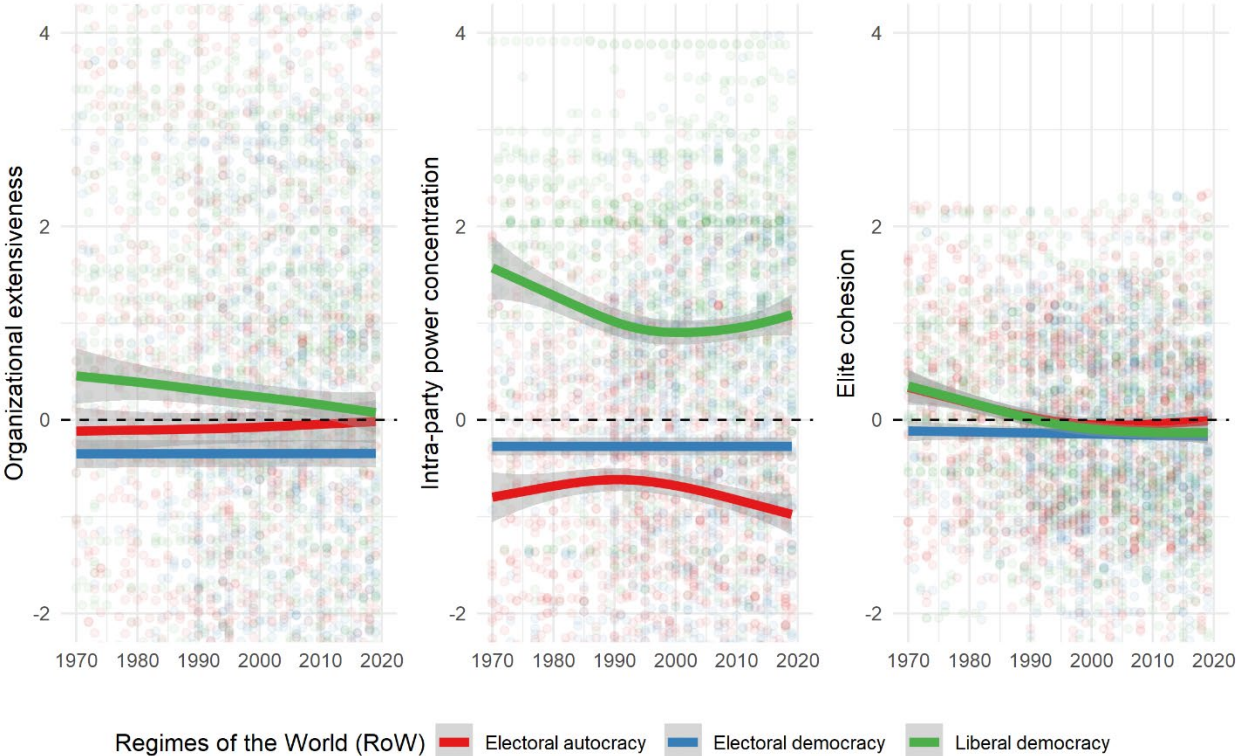 Organizational extensiveness
4
2
0
-2
1970 1980 1990 2000 2010 2020
Intra-party power concentration
4
2
0
-2
1970 1980 1990 2000 2010 2020
Elite cohesion
4
2
0
-2
1970 1980 1990 2000 2010 2020
Regimes of the World (RoW) Electoral autocracy Electoral democracy Liberal democracy